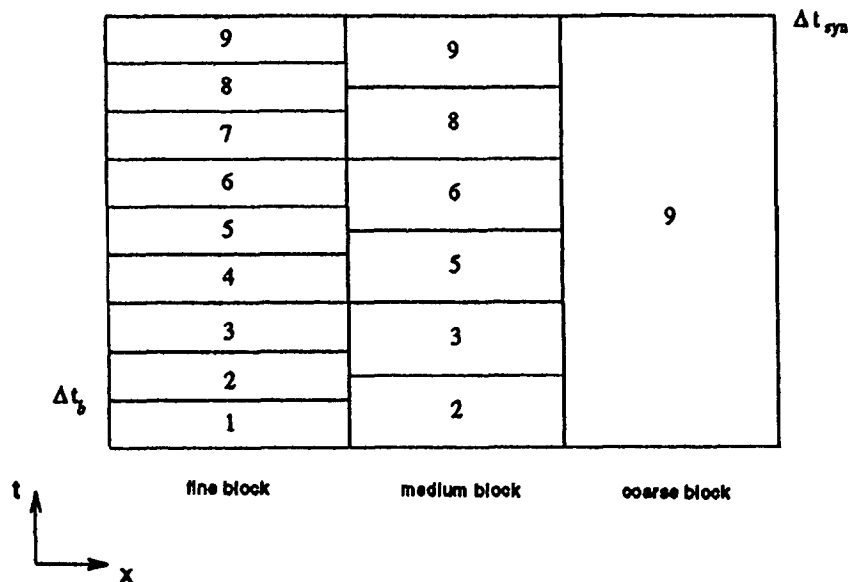 Δt_syn
9
8
7
6
5
4
3
2
1
9
8
6
5
3
2
9
Δt_b
fine block
medium block
coarse block
t
x